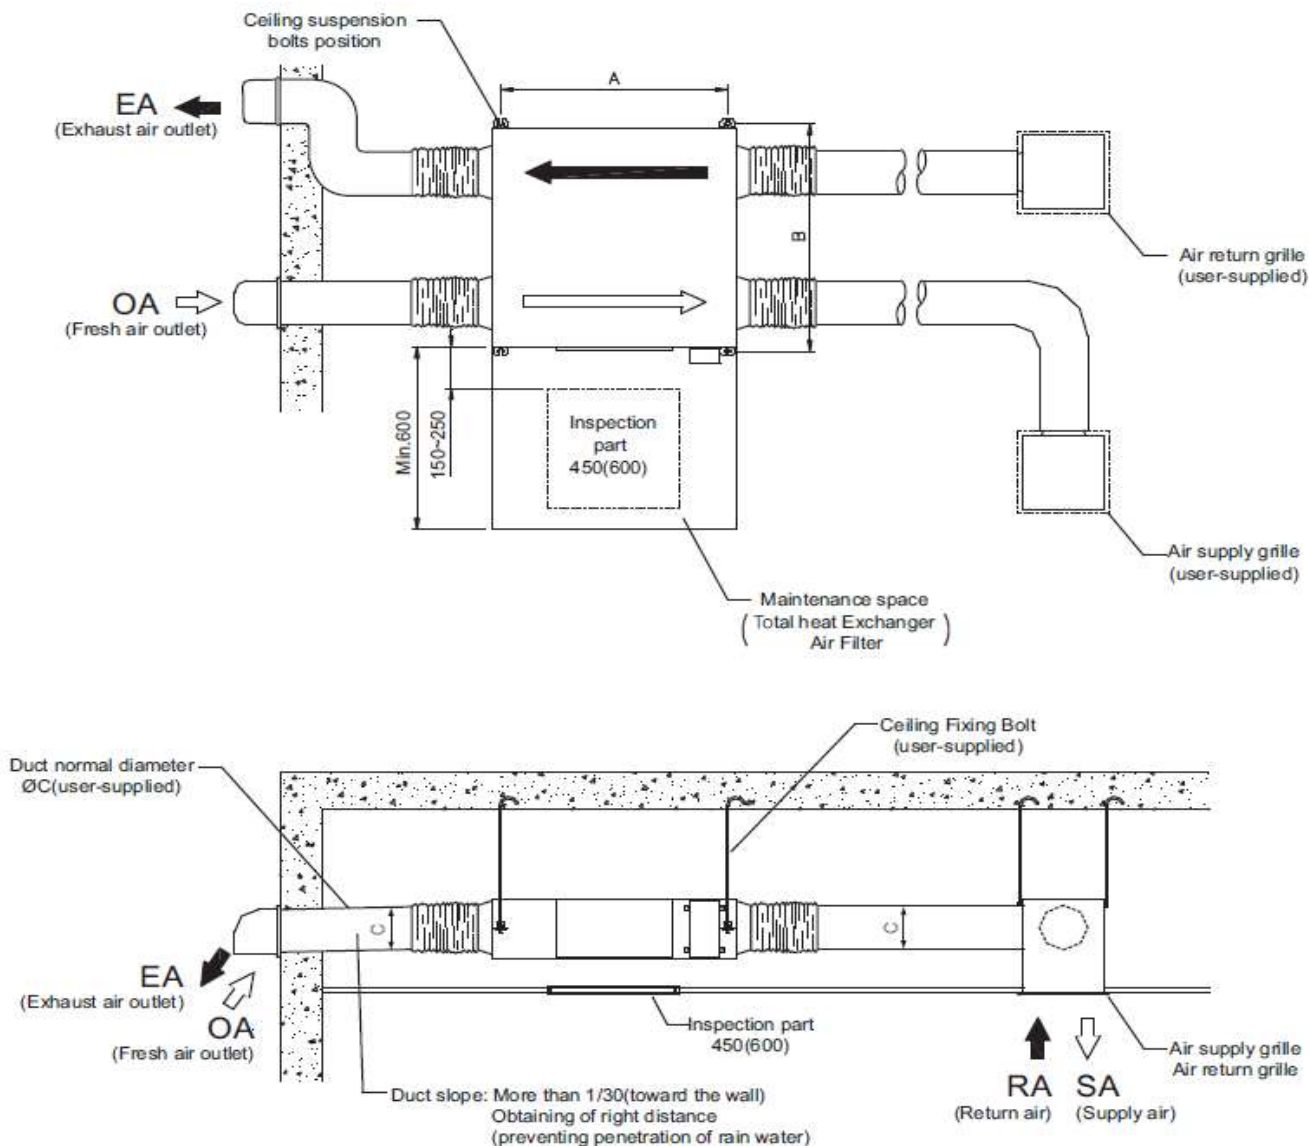 Ceiling suspension
bolts position
A
EA
(Exhaust air outlet)
B
Air return grille
(user-supplied)
OA
(Fresh air outlet)
Min.600
150~250
Inspection
part
450(600)
Air supply grille
(user-supplied)
Maintenance space
( Total heat Exchanger )
Air Filter
Ceiling Fixing Bolt
(user-supplied)
Duct normal diameter
ØC(user-supplied)
C
C
EA
(Exhaust air outlet)
OA
(Fresh air outlet)
Inspection part
450(600)
Air supply grille
Air return grille
RA
(Return air)
SA
(Supply air)
Duct slope: More than 1/30(toward the wall)
Obtaining of right distance
(preventing penetration of rain water)